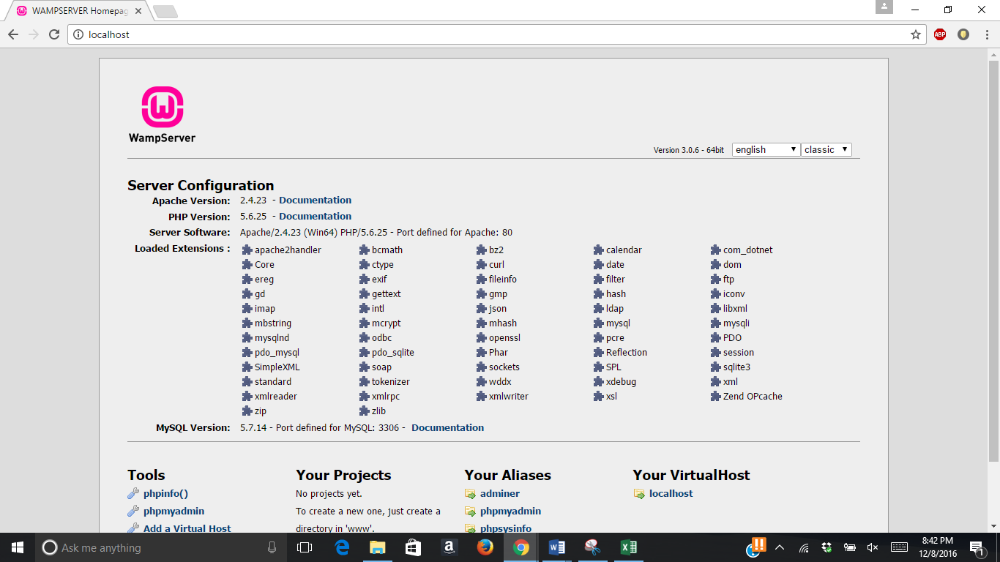 WAMPSERVER Homepag
localhost
ABP
WampServer
Version 3.0.6 - 64bit english classic
Server Configuration
Apache Version: 2.4.23 - Documentation
PHP Version: 5.6.25 - Documentation
Server Software: Apache/2.4.23 (Win64) PHP/5.6.25 - Port defined for Apache: 80
Loaded Extensions : apache2handler bcmath bz2 calendar com_dotnet
Core ctype curl date dom
ereg exif fileinfo filter ftp
gd gettext gmp hash iconv
imap intl json ldap libxml
mbstring mcrypt mhash mysql mysqli
mysqlnd odbc openssl pcre PDO
pdo_mysql pdo_sqlite Phar Reflection session
SimpleXML soap sockets SPL sqlite3
standard tokenizer wddx xdebug xml
xmlreader xmlrpc xmlwriter xsl Zend OPcache
zip zlib
MySQL Version: 5.7.14 - Port defined for MySQL: 3306 - Documentation
Tools
phpinfo()
phpmyadmin
Add a Virtual Host
Your Projects
No projects yet.
To create a new one, just create a
directory in 'www'.
Your Aliases
adminer
phpmyadmin
phpsysinfo
Your VirtualHost
localhost
Ask me anything
8:42 PM
12/8/2016
1